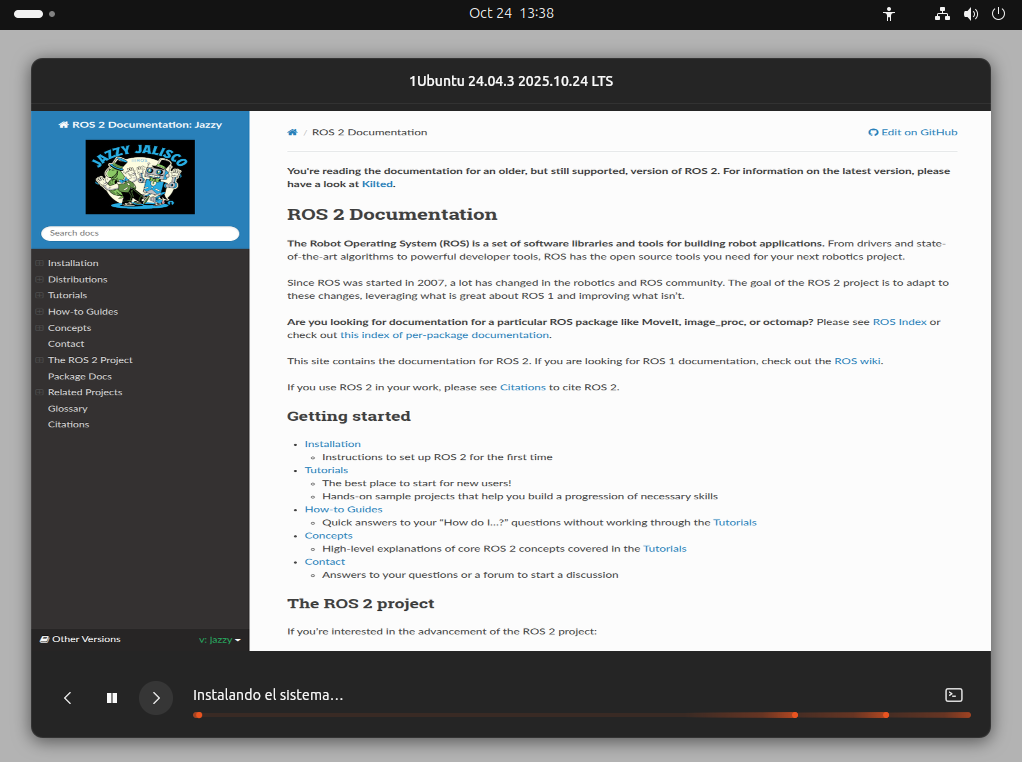 Oct 24 13:38
1Ubuntu 24.04.3 2025.10.24 LTS
ROS 2 Documentation: Jazzy
JAZZY JALISCO
Search docs
Installation
Distributions
Tutorials
How-to Guides
Concepts
Contact
The ROS 2 Project
Package Docs
Related Projects
Glossary
Citations
Other Versions
v: jazzy
/ ROS 2 Documentation
Edit on GitHub
You're reading the documentation for an older, but still supported, version of ROS 2. For information on the latest version, please
have a look at Kilted.
ROS 2 Documentation
The Robot Operating System (ROS) is a set of software libraries and tools for building robot applications. From drivers and state-
of-the-art algorithms to powerful developer tools, ROS has the open source tools you need for your next robotics project.
Since ROS was started in 2007, a lot has changed in the robotics and ROS community. The goal of the ROS 2 project is to adapt to
these changes, leveraging what is great about ROS 1 and improving what isn't.
Are you looking for documentation for a particular ROS package like MoveIt, image_proc, or octomap? Please see ROS Index or
check out this index of per-package documentation.
This site contains the documentation for ROS 2. If you are looking for ROS 1 documentation, check out the ROS wiki.
If you use ROS 2 in your work, please see Citations to cite ROS 2.
Getting started
• Installation
◦ Instructions to set up ROS 2 for the first time
• Tutorials
◦ The best place to start for new users!
◦ Hands-on sample projects that help you build a progression of necessary skills
• How-to Guides
◦ Quick answers to your "How do I...?" questions without working through the Tutorials
• Concepts
◦ High-level explanations of core ROS 2 concepts covered in the Tutorials
• Contact
◦ Answers to your questions or a forum to start a discussion
The ROS 2 project
If you're interested in the advancement of the ROS 2 project:
Instalando el sistema…